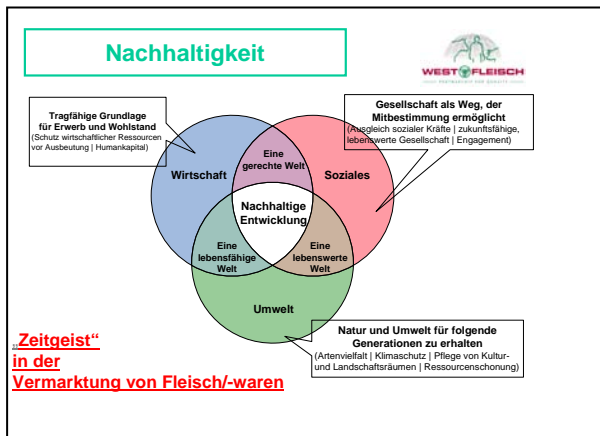 Nachhaltigkeit
WESTFLEISCH
Tragfähige Grundlage
für Erwerb und Wohlstand
(Schutz wirtschaftlicher Ressourcen
vor Ausbeutung | Humankapital)
Gesellschaft als Weg, der
Mitbestimmung ermöglicht
(Ausgleich sozialer Kräfte | zukunftsfähige,
lebenswerte Gesellschaft | Engagement)
Wirtschaft
Eine
gerechte Welt
Soziales
Nachhaltige
Entwicklung
Eine
lebensfähige
Welt
Eine
lebenswerte
Welt
Umwelt
Natur und Umwelt für folgende
Generationen zu erhalten
(Artenvielfalt | Klimaschutz | Pflege von Kultur-
und Landschaftsräumen | Ressourcenschonung)
„Zeitgeist“
in der
Vermarktung von Fleisch/-waren